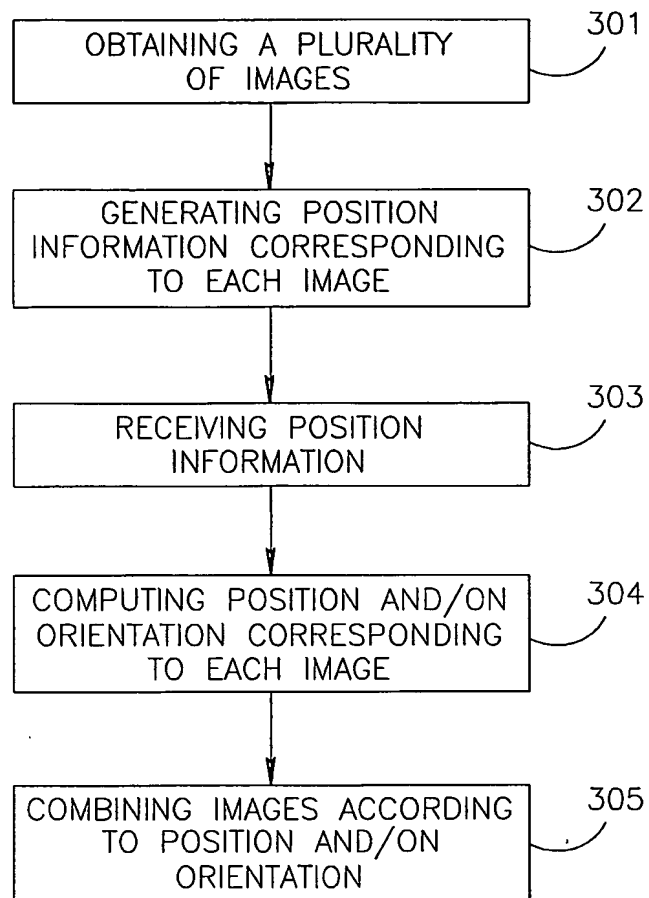 301
OBTAINING A PLURALITY
OF IMAGES
302
GENERATING POSITION
INFORMATION CORRESPONDING
TO EACH IMAGE
303
RECEIVING POSITION
INFORMATION
304
COMPUTING POSITION AND/ON
ORIENTATION CORRESPONDING
TO EACH IMAGE
305
COMBINING IMAGES ACCORDING
TO POSITION AND/ON
ORIENTATION